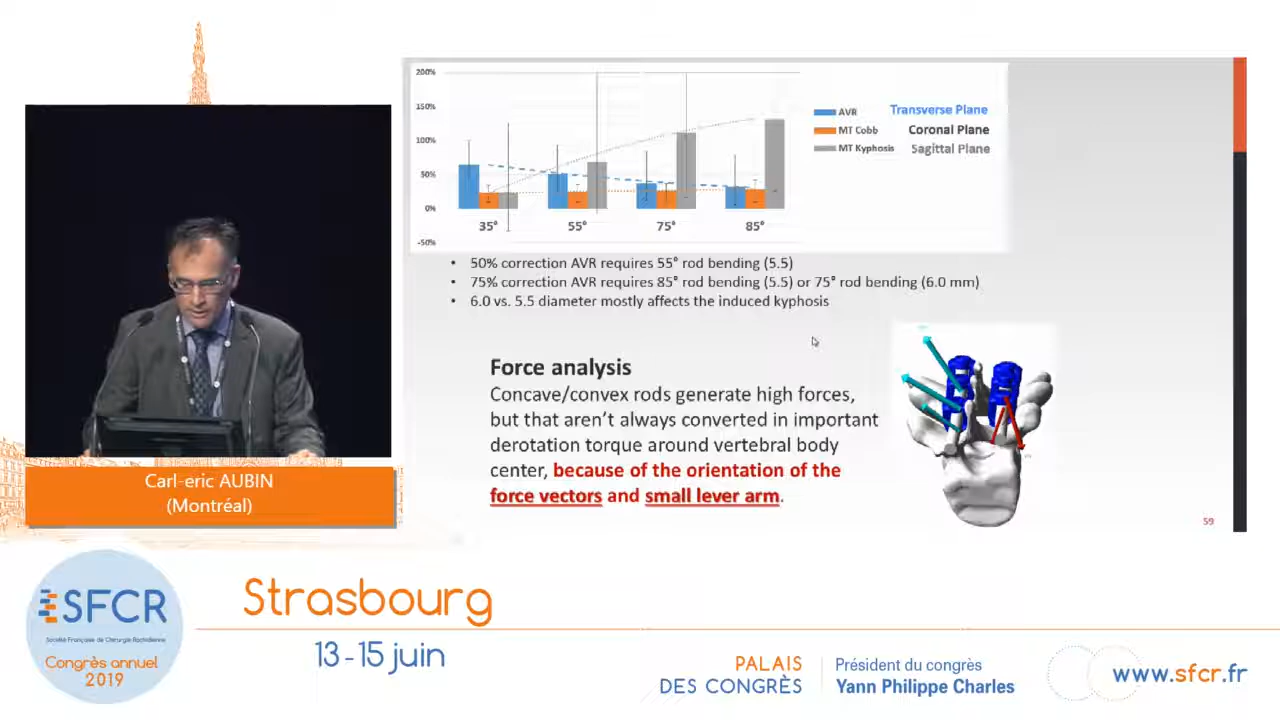 200%
150%
100%
50%
0%
-50%
35°
55°
75°
85°
AVR
MT Cobb
MT Kyphosis
Transverse Plane
Coronal Plane
Sagittal Plane
• 50% correction AVR requires 55° rod bending (5.5)
• 75% correction AVR requires 85° rod bending (5.5) or 75° rod bending (6.0 mm)
• 6.0 vs. 5.5 diameter mostly affects the induced kyphosis
Force analysis
Concave/convex rods generate high forces,
but that aren't always converted in important
derotation torque around vertebral body
center, because of the orientation of the
force vectors and small lever arm.
59
Carl-eric AUBIN
(Montréal)
SFCR
Société Française de Chirurgie Rachidienne
Congrès annuel
2019
Strasbourg
13-15 juin
PALAIS
DES CONGRÈS
Président du congrès
Yann Philippe Charles
www.sfcr.fr